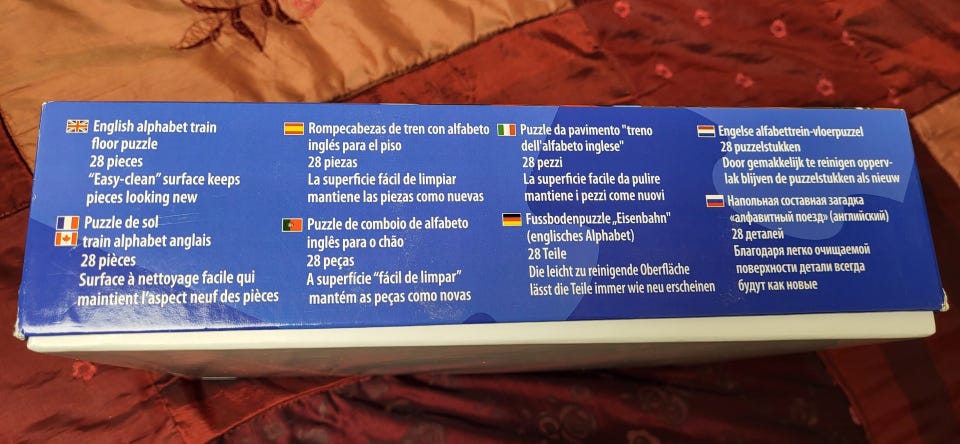 English alphabet train
floor puzzle
28 pieces
“Easy-clean” surface keeps
pieces looking new
Puzzle de sol
train alphabet anglais
28 pièces
Surface à nettoyage facile qui
maintient l’aspect neuf des pièces
Rompecabezas de tren con alfabeto
inglés para el piso
28 piezas
La superficie fácil de limpiar
mantiene las piezas como nuevas
Puzzle de comboio de alfabeto
inglês para o chão
28 peças
A superfície “fácil de limpar”
mantém as peças como novas
Puzzle da pavimento "treno
dell'alfabeto inglese"
28 pezzi
La superficie facile da pulire
mantiene i pezzi come nuovi
Fussbodenpuzzle „Eisenbahn"
(englisches Alphabet)
28 Teile
Die leicht zu reinigende Oberfläche
lässt die Teile immer wie neu erscheinen
Engelse alfabettrein-vloerpuzzel
28 puzzelstukken
Door gemakkelijk te reinigen opperv-
lak blijven de puzzelstukken als nieuw
Напольная составная загадка
«алфавитный поезд» (английский)
28 деталей
Благодаря легко очищаемой
поверхности детали всегда
будут как новые